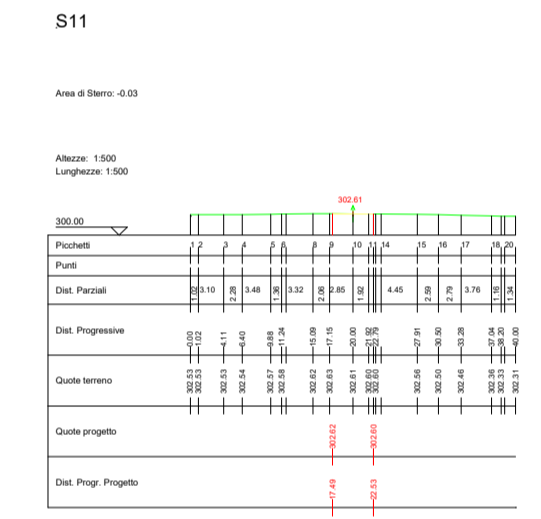 S11
Area di Sterro: -0.03
Altezze: 1:500
Lunghezze: 1:500
302.61
300.00
Picchetti 1 2 3 4 5 6 8 9 10 11 14 15 16 17 18 20
Punti
Dist. Parziali 1.02 3.10 2.28 3.48 1.36 3.32 2.06 2.85 1.92 4.45 2.59 2.79 3.76 1.16 1.34
Dist. Progressive 0.00 1.02 4.11 6.40 9.88 11.24 15.09 17.15 20.00 21.92 22.79 27.91 30.50 33.28 37.04 38.20 40.00
Quote terreno 302.53 302.53 302.53 302.54 302.57 302.58 302.62 302.63 302.61 302.60 302.60 302.56 302.50 302.46 302.36 302.33 302.31
Quote progetto 302.62 302.60
Dist. Progr. Progetto 17.49 22.53